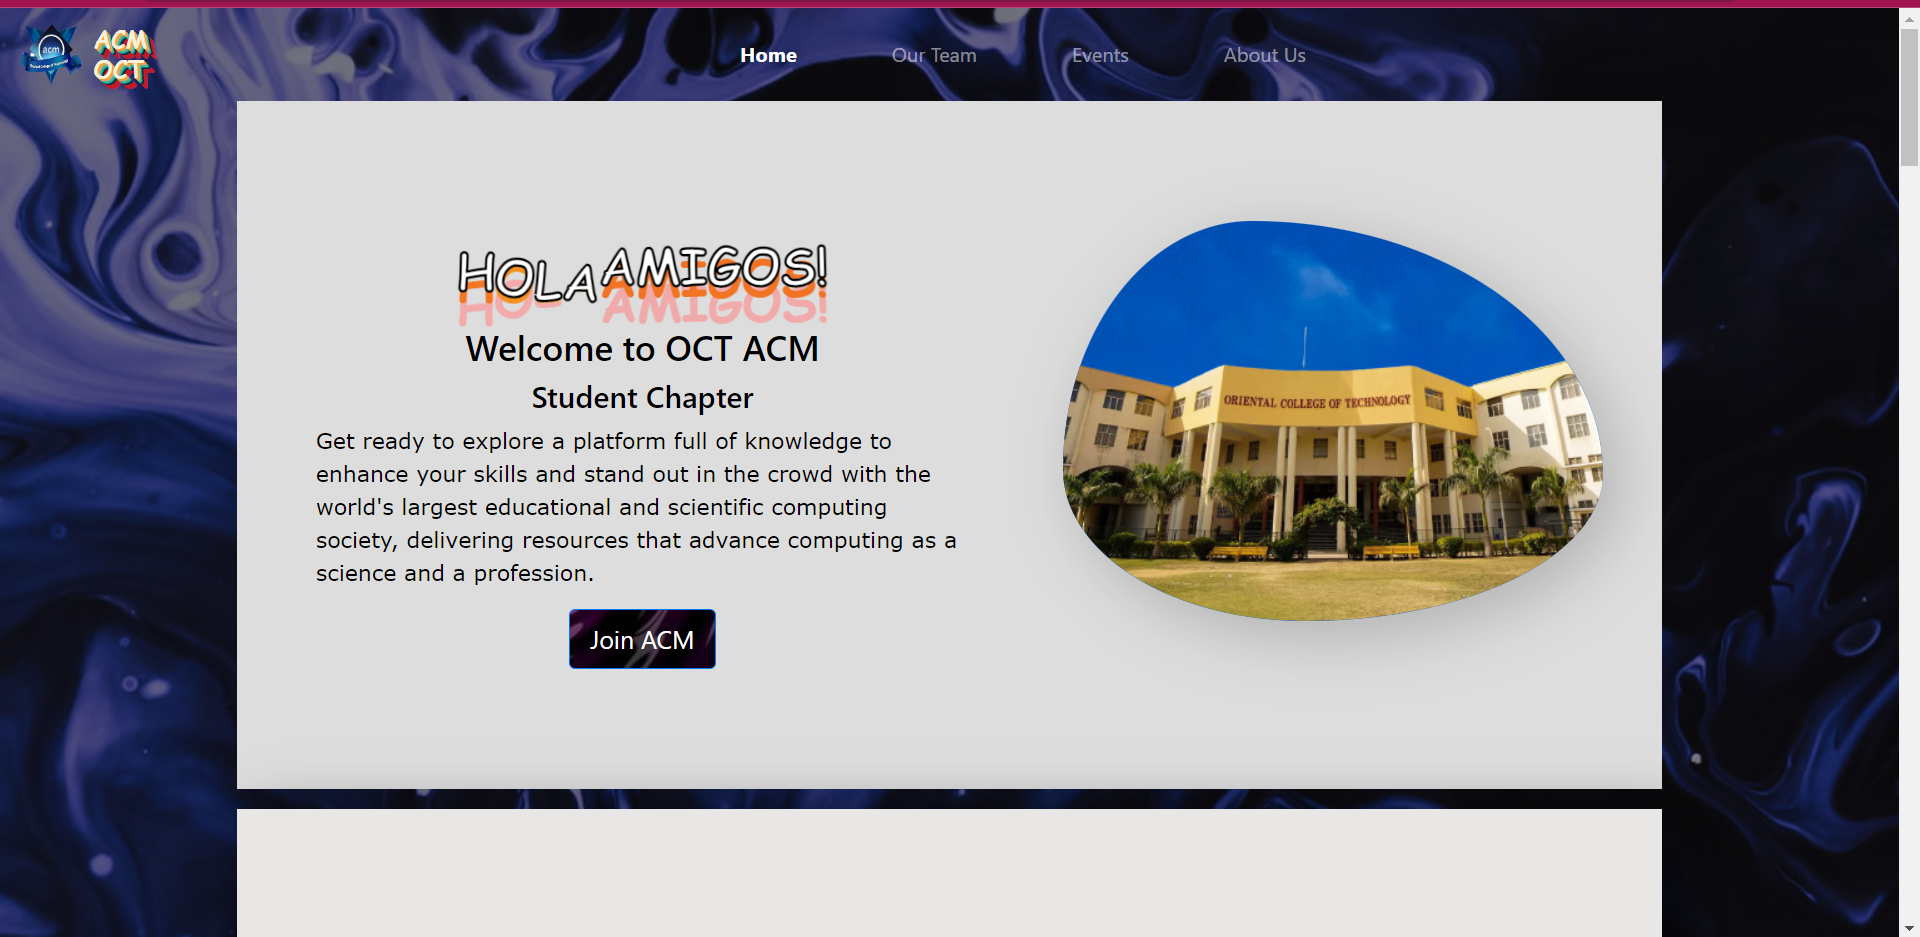 acm
ACM
OCT
Home
Our Team
Events
About Us
HOLA AMIGOS!
Welcome to OCT ACM
Student Chapter
Get ready to explore a platform full of knowledge to
enhance your skills and stand out in the crowd with the
world's largest educational and scientific computing
society, delivering resources that advance computing as a
science and a profession.
Join ACM
ORIENTAL COLLEGE OF TECHNOLOGY